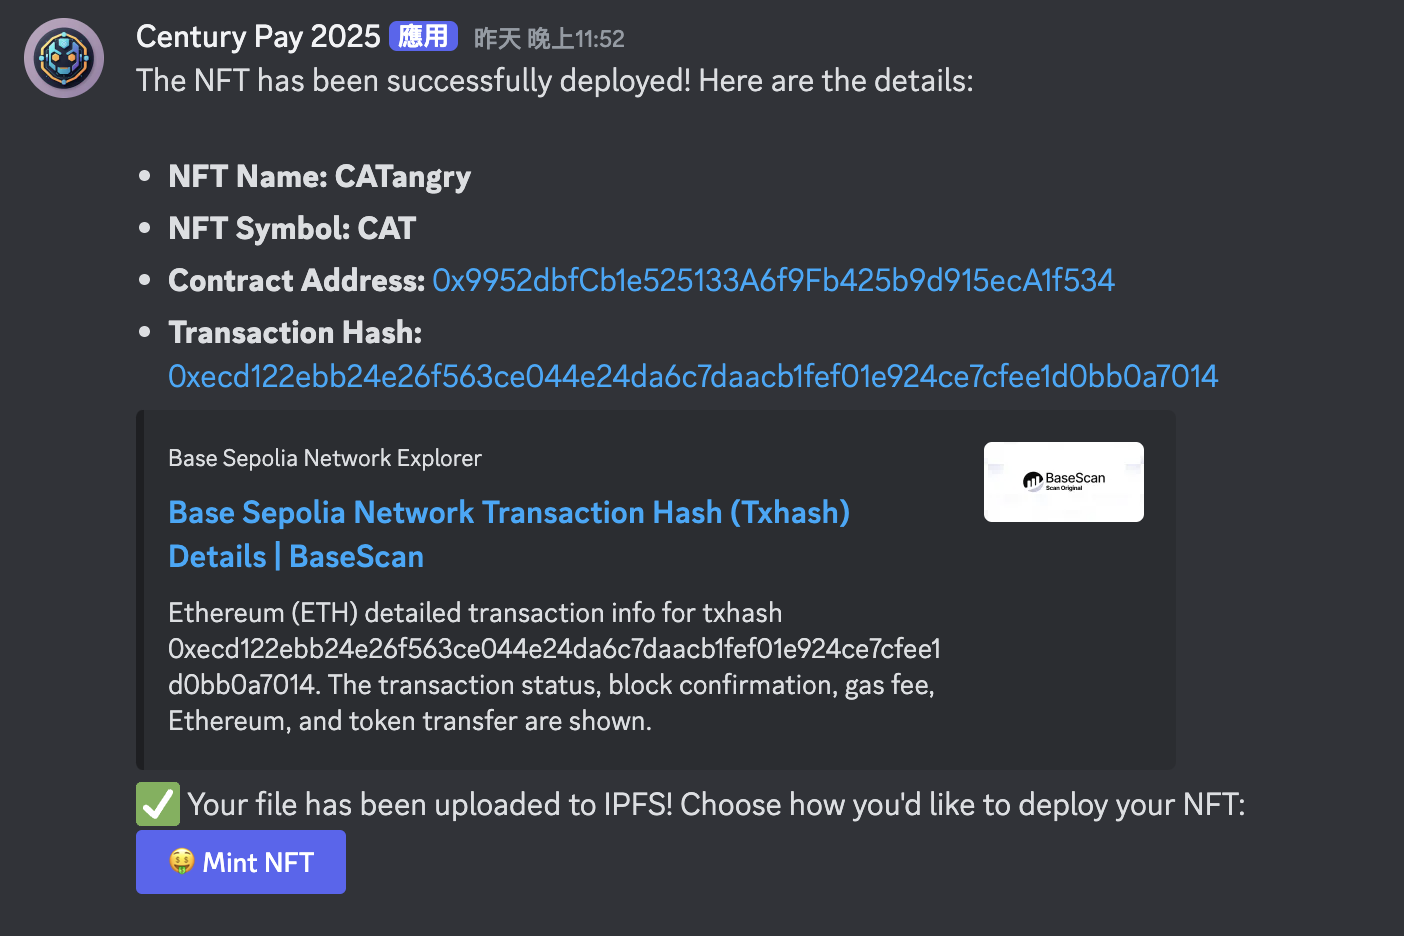 Century Pay 2025 應用 昨天 晚上11:52
The NFT has been successfully deployed! Here are the details:
• NFT Name: CATangry
• NFT Symbol: CAT
• Contract Address: 0x9952dbfCb1e525133A6f9Fb425b9d915ecA1f534
• Transaction Hash:
0xecd122ebb24e26f563ce044e24da6c7daacb1fef01e924ce7cfee1d0bb0a7014
Base Sepolia Network Explorer
BaseScan
Scan Original
Base Sepolia Network Transaction Hash (Txhash)
Details | BaseScan
Ethereum (ETH) detailed transaction info for txhash
0xecd122ebb24e26f563ce044e24da6c7daacb1fef01e924ce7cfee1
d0bb0a7014. The transaction status, block confirmation, gas fee,
Ethereum, and token transfer are shown.
✅ Your file has been uploaded to IPFS! Choose how you'd like to deploy your NFT:
🤑 Mint NFT